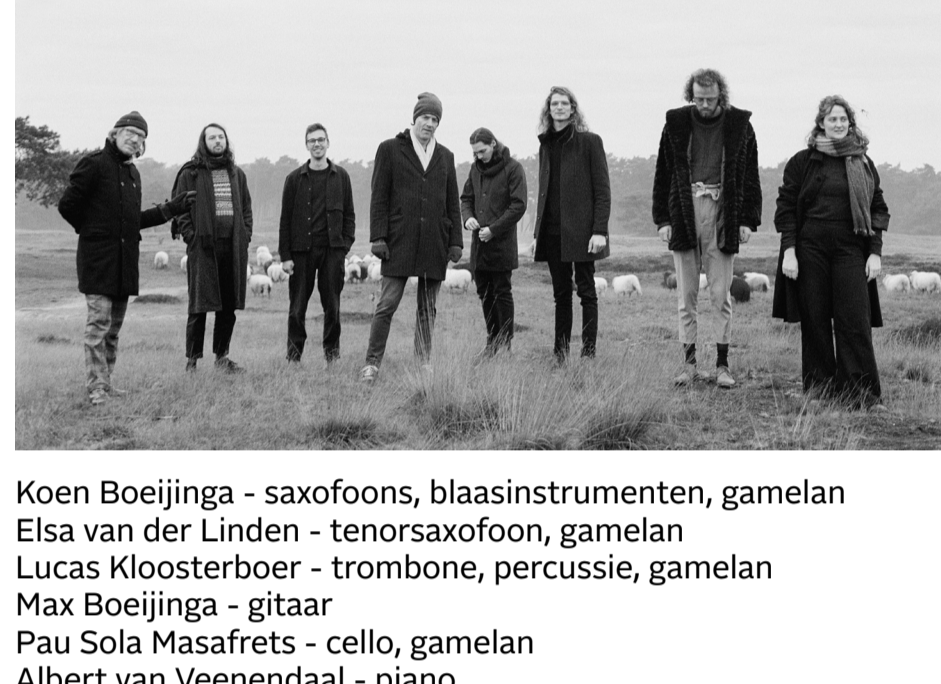 Koen Boeijinga - saxofoons, blaasinstrumenten, gamelan
Elsa van der Linden - tenorsaxofoon, gamelan
Lucas Kloosterboer - trombone, percussie, gamelan
Max Boeijinga - gitaar
Pau Sola Masafrets - cello, gamelan
Albert van Veenendaal - piano